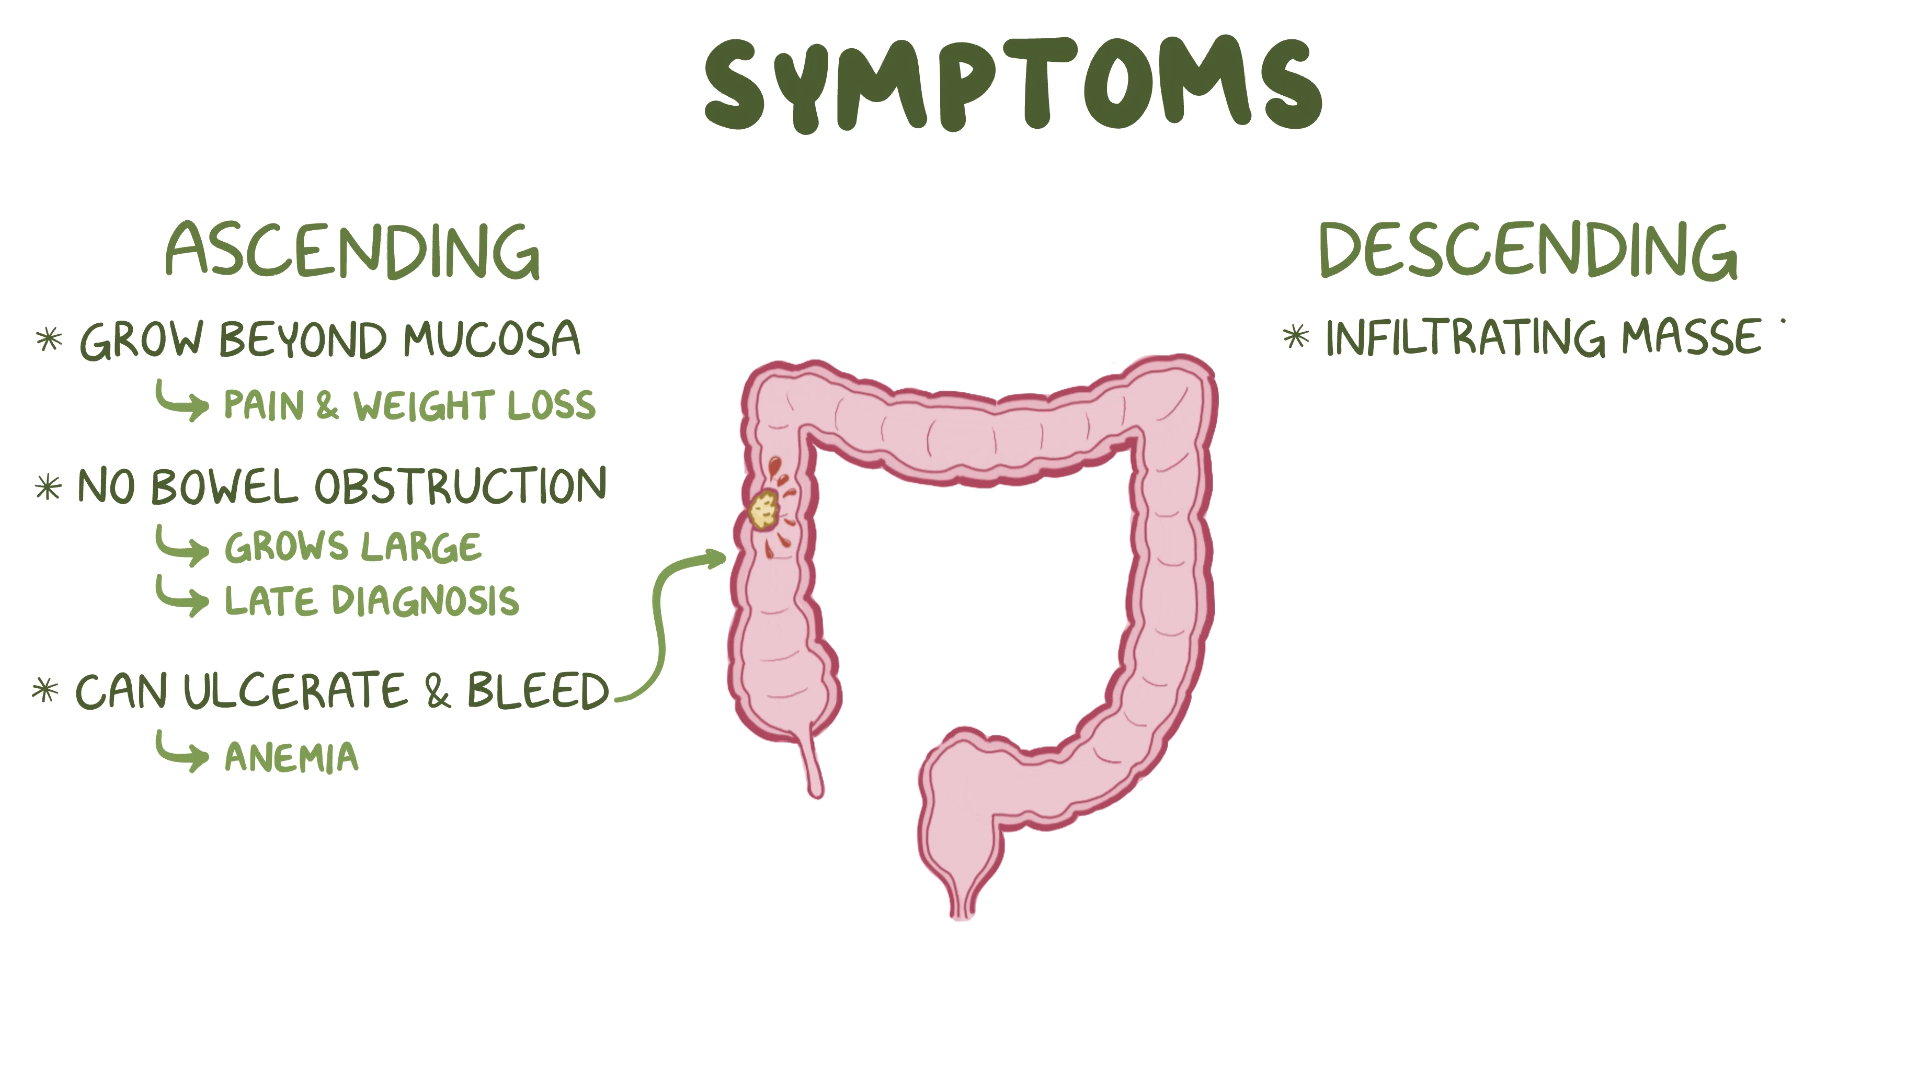 SYMPTOMS
ASCENDING
* GROW BEYOND MUCOSA
PAIN & WEIGHT LOSS
* NO BOWEL OBSTRUCTION
GROWS LARGE
LATE DIAGNOSIS
* CAN ULCERATE & BLEED
ANEMIA
DESCENDING
* INFILTRATING MASSE